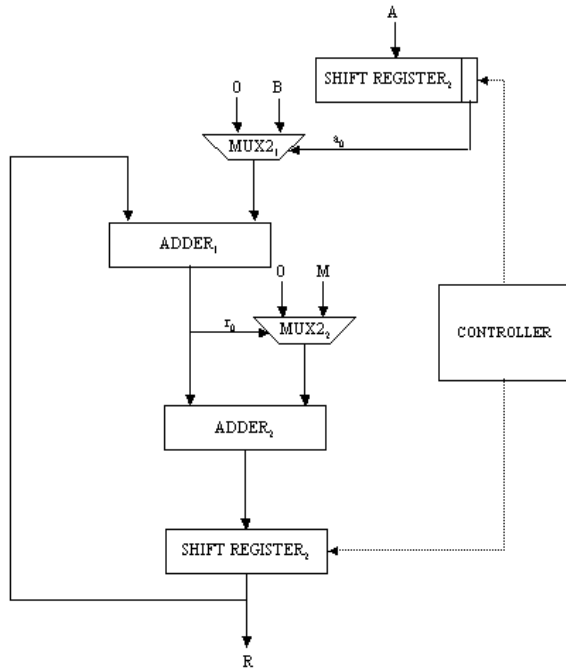 A
SHIFT REGISTER₂
0 B
MUX2₁
a₀
ADDER₁
0 M
r₀
MUX2₂
CONTROLLER
ADDER₂
SHIFT REGISTER₂
R